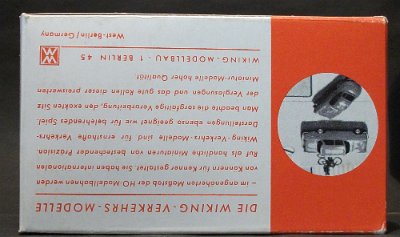 DIE WIKING-VERKEHRS-MODELLE
– im angenäherten Maßstab der HO Modellbahnen werden
von Kennern für Kenner gestaltet. Sie haben internationalen
Ruf als handliche Miniaturen von bestechender Präzision.
Wiking-Verkehrs-Modelle sind für ernsthafte Verkehrs-
Darstellungen ebenso geeignet wie für unbeschwertes Spiel.
Man beachte die sorgfältige Vorspritzung, den exakten Sitz
der Verglasungen und das gute Rollen dieser preiswerten
Miniatur-Modelle hoher Qualität.
WIKING-MODELLBAU · 1 BERLIN 45
West-Berlin / Germany